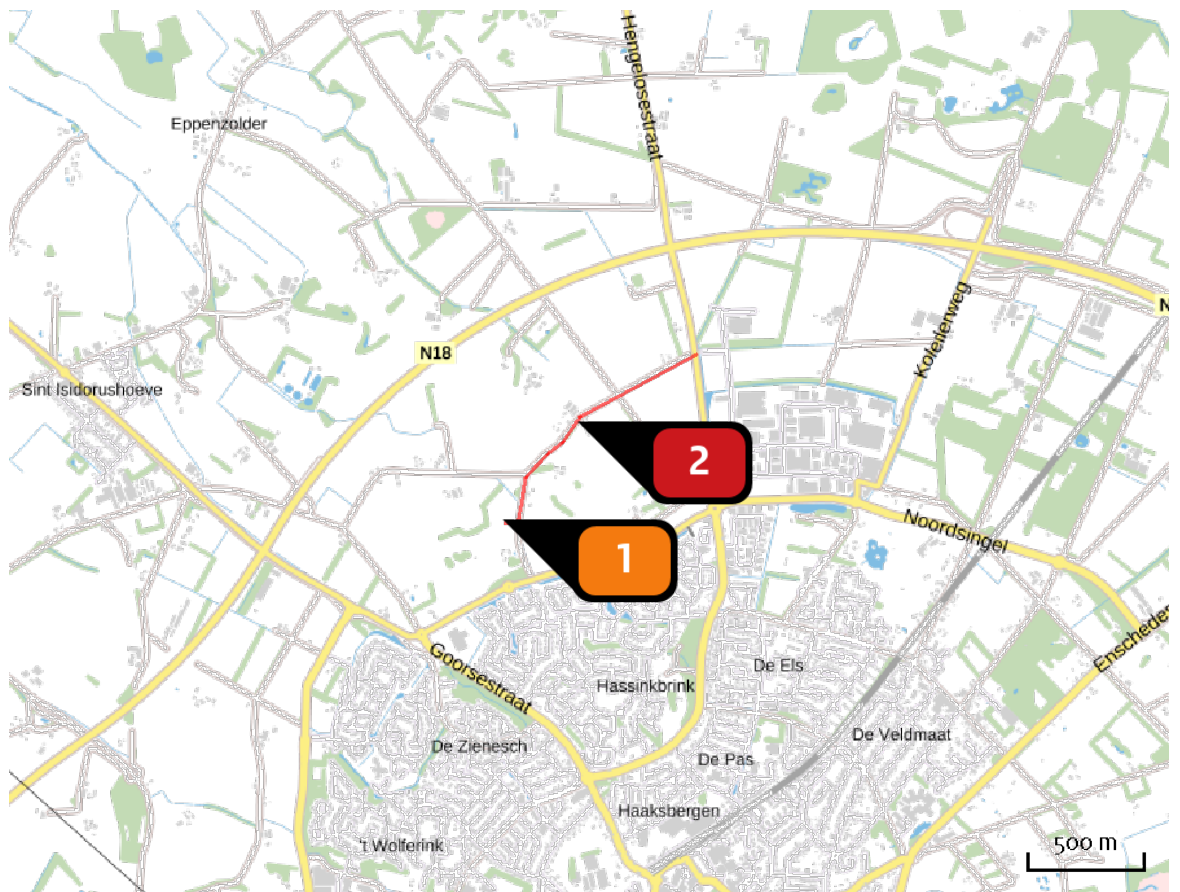 Hengelosestraat
Eppenzolder
N18
Kolenerweg
N
Sint Isidorushoeve
2
1
Noordsingel
Enschedes
Goorsestraat
De Els
Hassinkbrink
De Zienesch
De Veldmaat
De Pas
Haaksbergen
't Wolferink
500 m